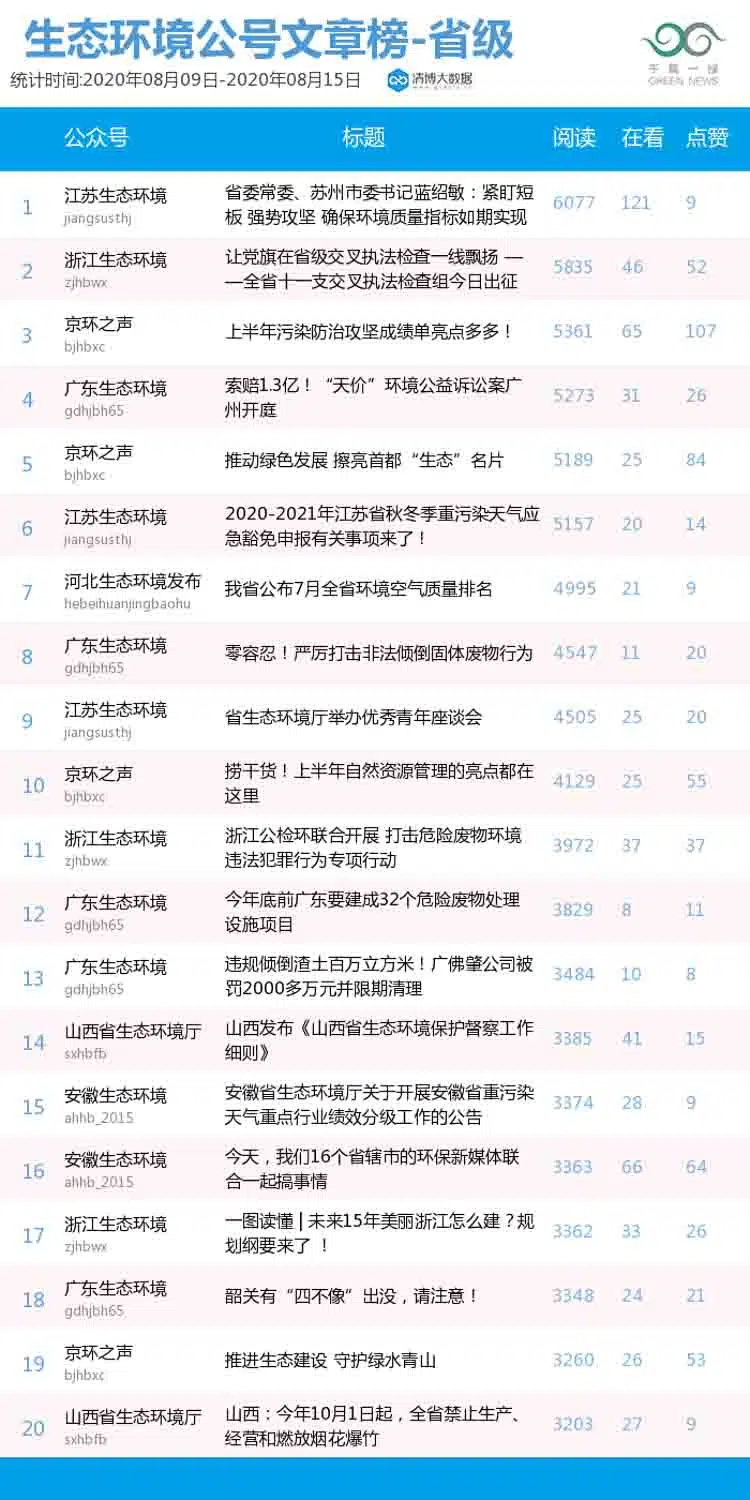 生态环境公号文章榜-省级
统计时间:2020年08月09日-2020年08月15日
清博大数据
千篇一绿
GREEN NEWS
公众号 标题 阅读 在看 点赞
1 江苏生态环境 jiangsusthj
省委常委、苏州市委书记蓝绍敏：紧盯短
板 强势攻坚 确保环境质量指标如期实现
6077 121 9
2 浙江生态环境 zjhbwx
让党旗在省级交叉执法检查一线飘扬 —
—全省十一支交叉执法检查组今日出征
5835 46 52
3 京环之声 bjhbxc
上半年污染防治攻坚成绩单亮点多多！
5361 65 107
4 广东生态环境 gdhjbh65
索赔1.3亿！“天价”环境公益诉讼案广
州开庭
5273 31 26
5 京环之声 bjhbxc
推动绿色发展 擦亮首都“生态”名片
5189 25 84
6 江苏生态环境 jiangsusthj
2020-2021年江苏省秋冬季重污染天气应
急豁免申报有关事项来了！
5157 20 14
7 河北生态环境发布 hebeihuanjingbaohu
我省公布7月全省环境空气质量排名
4995 21 9
8 广东生态环境 gdhjbh65
零容忍！严厉打击非法倾倒固体废物行为
4547 11 20
9 江苏生态环境 jiangsusthj
省生态环境厅举办优秀青年座谈会
4505 25 20
10 京环之声 bjhbxc
捞干货！上半年自然资源管理的亮点都在
这里
4129 25 55
11 浙江生态环境 zjhbwx
浙江公检环联合开展 打击危险废物环境
违法犯罪行为专项行动
3972 37 37
12 广东生态环境 gdhjbh65
今年底前广东要建成32个危险废物处理
设施项目
3829 8 11
13 广东生态环境 gdhjbh65
违规倾倒渣土百万立方米！广佛肇公司被
罚2000多万元并限期清理
3484 10 8
14 山西省生态环境厅 sxhbfb
山西发布《山西省生态环境保护督察工作
细则》
3385 41 15
15 安徽生态环境 ahhb_2015
安徽省生态环境厅关于开展安徽省重污染
天气重点行业绩效分级工作的公告
3374 28 9
16 安徽生态环境 ahhb_2015
今天，我们16个省辖市的环保新媒体联
合一起搞事情
3363 66 64
17 浙江生态环境 zjhbwx
一图读懂 | 未来15年美丽浙江怎么建？规
划纲要来了 ！
3362 33 26
18 广东生态环境 gdhjbh65
韶关有“四不像”出没，请注意！
3348 24 21
19 京环之声 bjhbxc
推进生态建设 守护绿水青山
3260 26 53
20 山西省生态环境厅 sxhbfb
山西：今年10月1日起，全省禁止生产、
经营和燃放烟花爆竹
3203 27 9